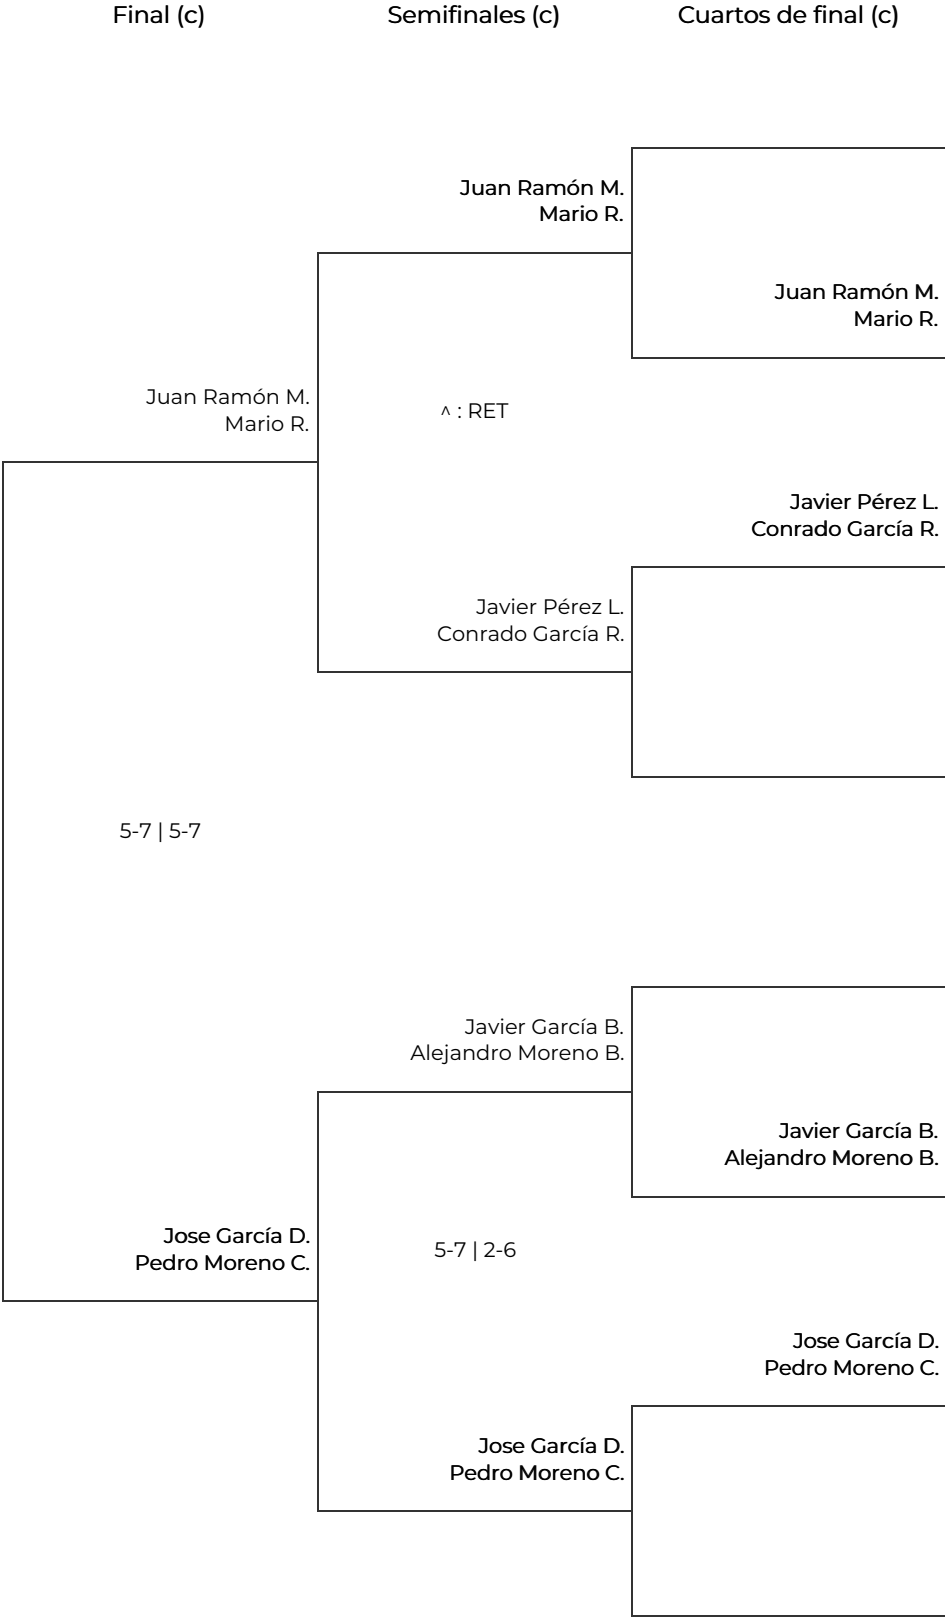 Final (c)
Semifinales (c)
Cuartos de final (c)
Juan Ramón M.
Mario R.
Juan Ramón M.
Mario R.
Juan Ramón M.
Mario R.
^ : RET
Javier Pérez L.
Conrado García R.
Javier Pérez L.
Conrado García R.
5-7 | 5-7
Javier García B.
Alejandro Moreno B.
Javier García B.
Alejandro Moreno B.
Jose García D.
Pedro Moreno C.
5-7 | 2-6
Jose García D.
Pedro Moreno C.
Jose García D.
Pedro Moreno C.